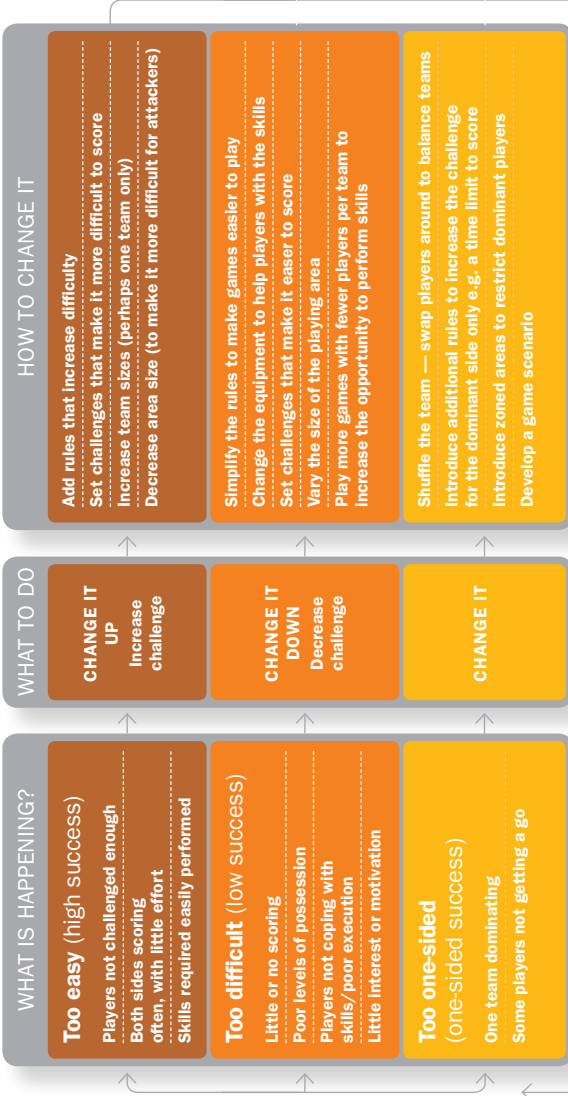 WHAT IS HAPPENING?
Too easy (high success)
Players not challenged enough
Both sides scoring
often, with little effort
Skills required easily performed
Too difficult (low success)
Little or no scoring
Poor levels of possession
Players not coping with
skills/poor execution
Little interest or motivation
Too one-sided
(one-sided success)
One team dominating
Some players not getting a go
WHAT TO DO
CHANGE IT
UP
Increase
challenge
CHANGE IT
DOWN
Decrease
challenge
CHANGE IT
HOW TO CHANGE IT
Add rules that increase difficulty
Set challenges that make it more difficult to score
Increase team sizes (perhaps one team only)
Decrease area size (to make it more difficult for attackers)
Simplify the rules to make games easier to play
Change the equipment to help players with the skills
Set challenges that make it easier to score
Vary the size of the playing area
Play more games with fewer players per team to
increase the opportunity to perform skills
Shuffle the team — swap players around to balance teams
Introduce additional rules to increase the challenge
for the dominant side only e.g. a time limit to score
Introduce zoned areas to restrict dominant players
Develop a game scenario